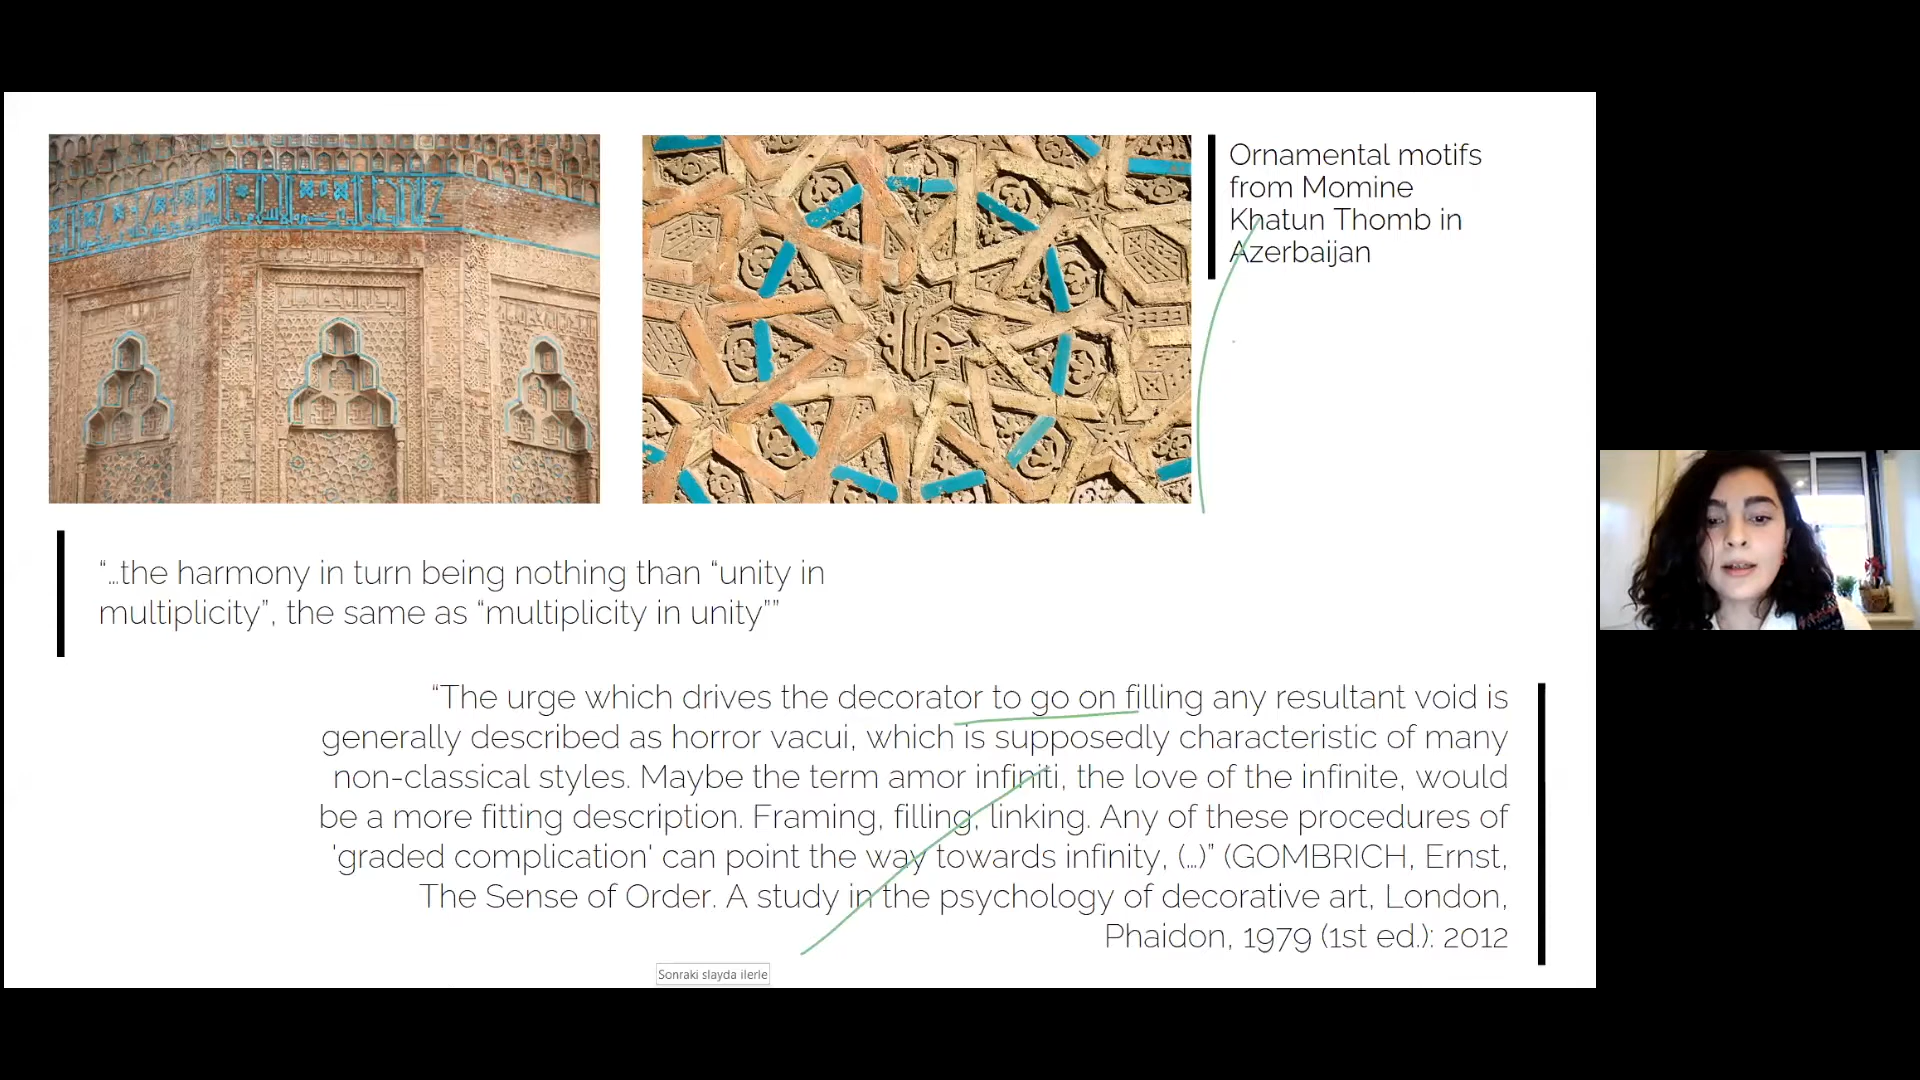 Ornamental motifs
from Momine
Khatun Thomb in
Azerbaijan
“...the harmony in turn being nothing than “unity in
multiplicity”, the same as “multiplicity in unity””
“The urge which drives the decorator to go on filling any resultant void is
generally described as horror vacui, which is supposedly characteristic of many
non-classical styles. Maybe the term amor infiniti, the love of the infinite, would
be a more fitting description. Framing, filling, linking. Any of these procedures of
'graded complication' can point the way towards infinity, (...)” (GOMBRICH, Ernst,
The Sense of Order. A study in the psychology of decorative art, London,
Phaidon, 1979 (1st ed.): 2012
Sonraki slayda ilerle